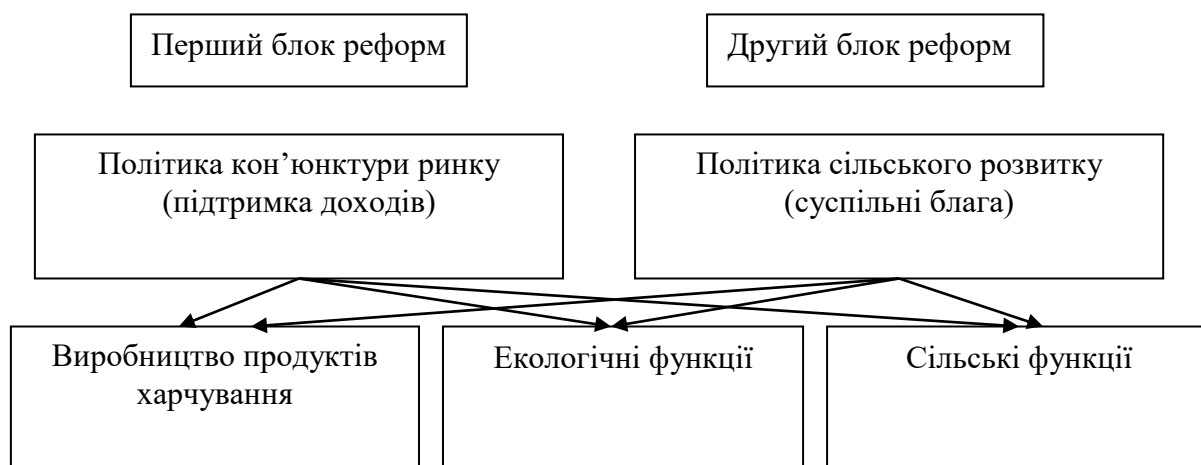 Перший блок реформ
Другий блок реформ
Політика кон’юнктури ринку
(підтримка доходів)
Політика сільського розвитку
(суспільні блага)
Виробництво продуктів
харчування
Екологічні функції
Сільські функції